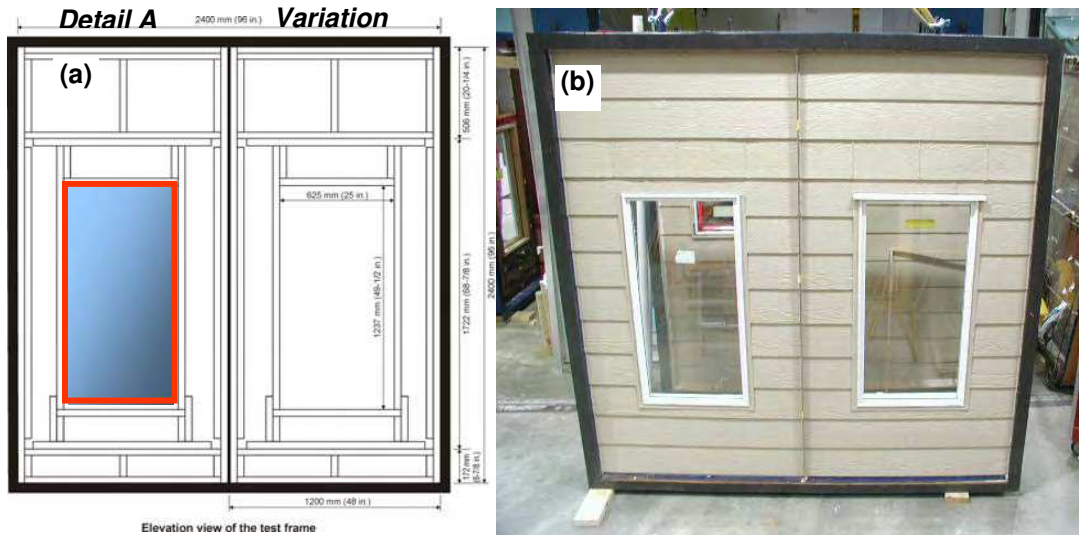 Detail A
Variation
2400 mm (96 in.)
(a)
506 mm (20-1/4 in.)
625 mm (25 in.)
1237 mm (49-1/2 in.)
1722 mm (68-7/8 in.)
2400 mm (96 in.)
172 mm
(6-7/8 in.)
1200 mm (48 in.)
Elevation view of the test frame
(b)